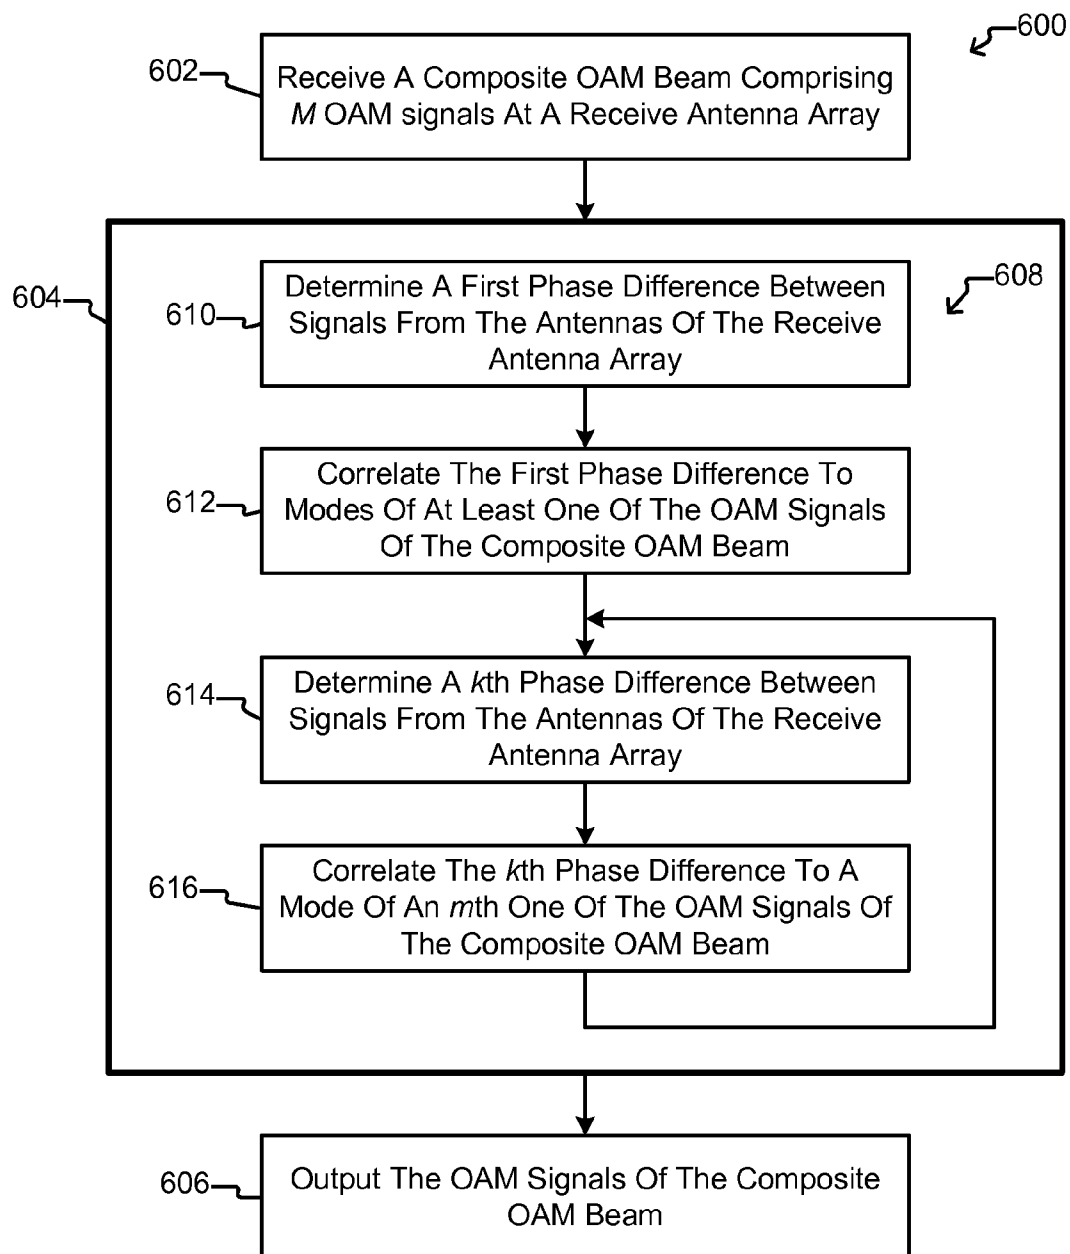 600
602
Receive A Composite OAM Beam Comprising
M OAM signals At A Receive Antenna Array
604
608
610
Determine A First Phase Difference Between
Signals From The Antennas Of The Receive
Antenna Array
612
Correlate The First Phase Difference To
Modes Of At Least One Of The OAM Signals
Of The Composite OAM Beam
614
Determine A kth Phase Difference Between
Signals From The Antennas Of The Receive
Antenna Array
616
Correlate The kth Phase Difference To A
Mode Of An mth One Of The OAM Signals Of
The Composite OAM Beam
606
Output The OAM Signals Of The Composite
OAM Beam